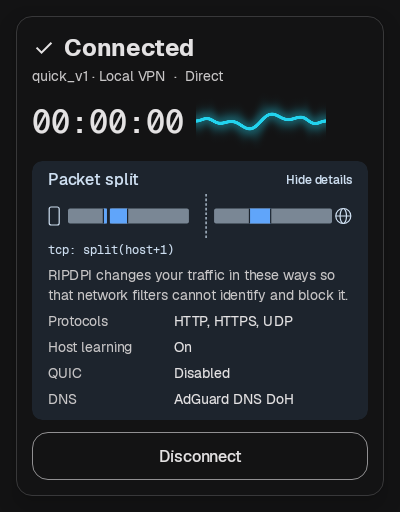 Connected
quick_v1 · Local VPN · Direct
00:00:00
Packet split
Hide details
tcp: split(host+1)
RIPDPI changes your traffic in these ways so
that network filters cannot identify and block it.
Protocols HTTP, HTTPS, UDP
Host learning On
QUIC Disabled
DNS AdGuard DNS DoH
Disconnect